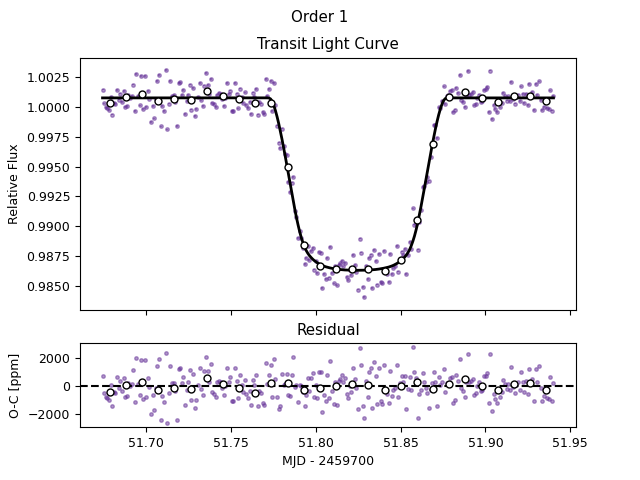 Order 1
Transit Light Curve
1.0025
1.0000
0.9975
0.9950
0.9925
0.9900
0.9875
0.9850
Relative Flux
Residual
2000
0
−2000
O-C [ppm]
51.70 51.75 51.80 51.85 51.90 51.95
MJD - 2459700